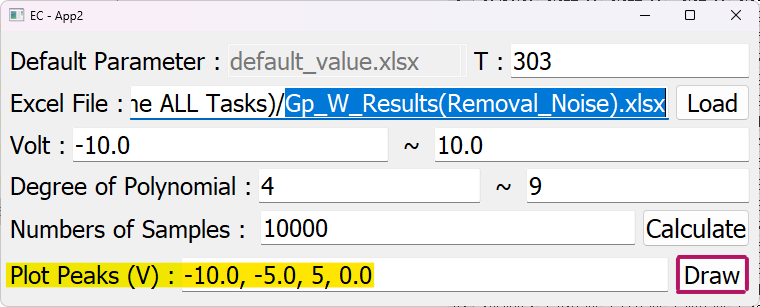 EC - App2
Default Parameter : default_value.xlsx T : 303
Excel File : ne ALL Tasks)/Gp_W_Results(Removal_Noise).xlsx Load
Volt : -10.0 ~ 10.0
Degree of Polynomial : 4 ~ 9
Numbers of Samples : 10000 Calculate
Plot Peaks (V) : -10.0, -5.0, 5, 0.0 Draw